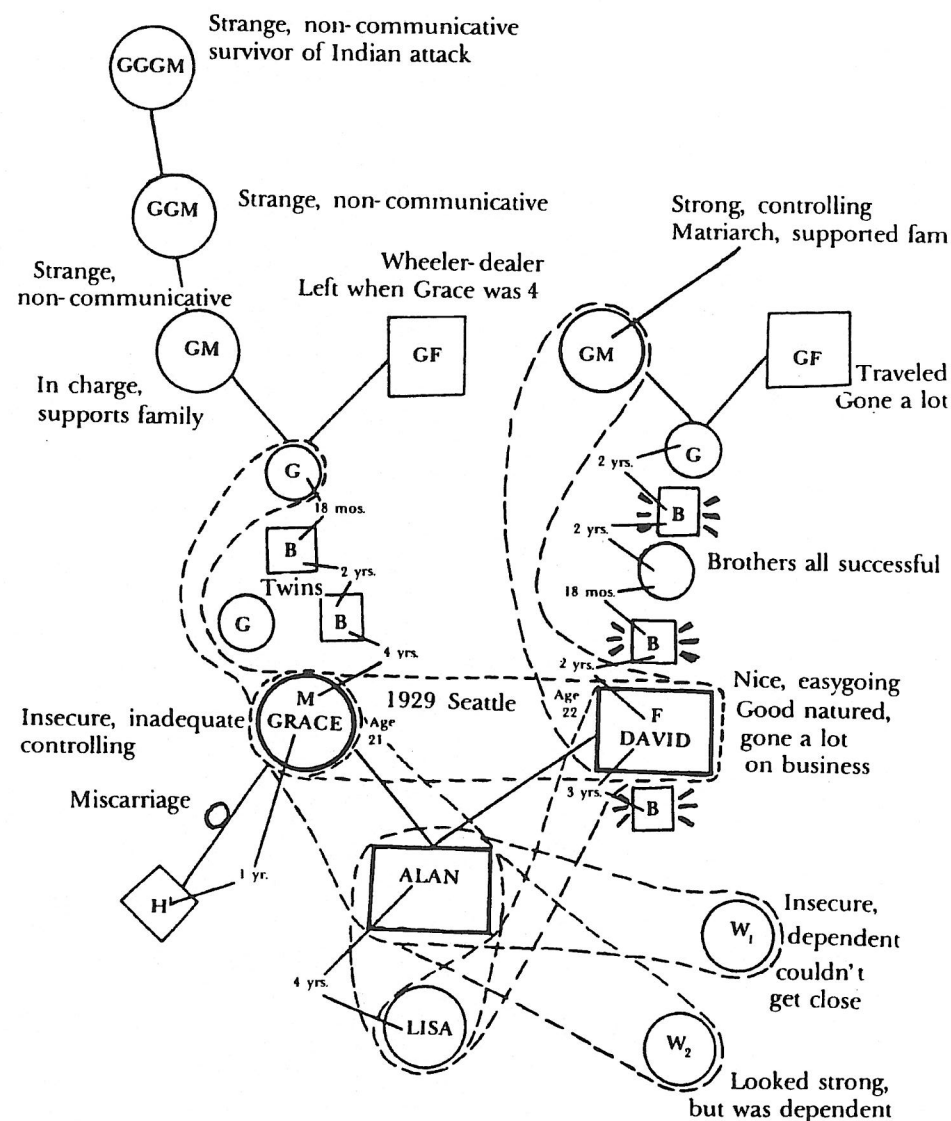 Strange, non-communicative
survivor of Indian attack
GGGM
GGM
Strange, non-communicative
Strong, controlling
Matriarch, supported fam
Wheeler-dealer
Left when Grace was 4
Strange,
non-communicative
GM
GF
GM
GF
In charge,
supports family
Traveled
Gone a lot
G
18 mos.
B
2 yrs.
Twins
G
B
4 yrs.
G
2 yrs.
B
2 yrs.
Brothers all successful
18 mos.
B
2 yrs.
M
GRACE
Age
21
1929 Seattle
Age
22
F
DAVID
Insecure, inadequate
controlling
Nice, easygoing
Good natured,
gone a lot
on business
3 yrs.
B
Miscarriage
H
1 yr.
ALAN
4 yrs.
LISA
W1
Insecure,
dependent
couldn't
get close
W2
Looked strong,
but was dependent